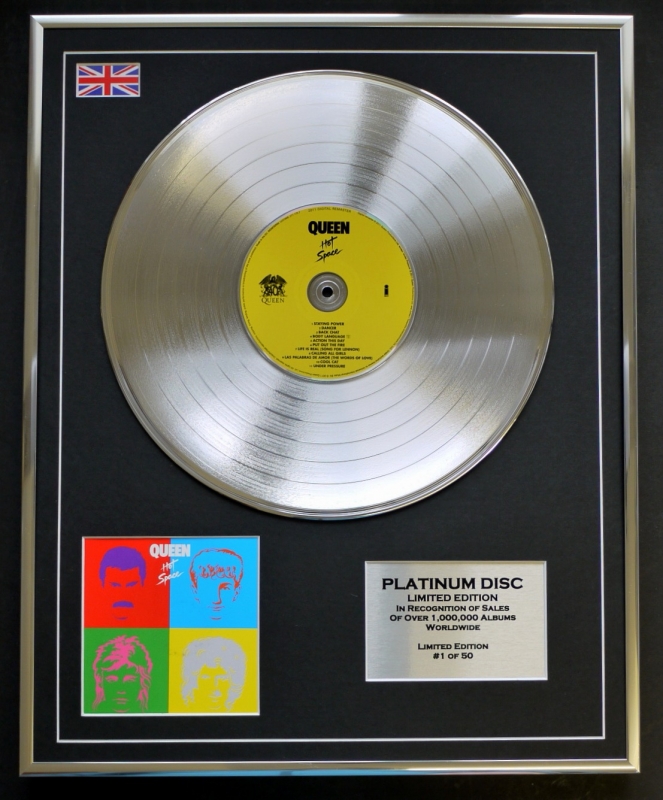 QUEEN
Hot
Space
QUEEN
STAYING POWER
DANCER
BACK CHAT
BODY LANGUAGE
ACTION THIS DAY
PUT OUT THE FIRE
LIFE IS REAL (SONG FOR LENNON)
CALLING ALL GIRLS
LAS PALABRAS DE AMOR (THE WORDS OF LOVE)
COOL CAT
UNDER PRESSURE
QUEEN
Hot
Space
PLATINUM DISC
LIMITED EDITION
IN RECOGNITION OF SALES
OF OVER 1,000,000 ALBUMS
WORLDWIDE
LIMITED EDITION
#1 OF 50